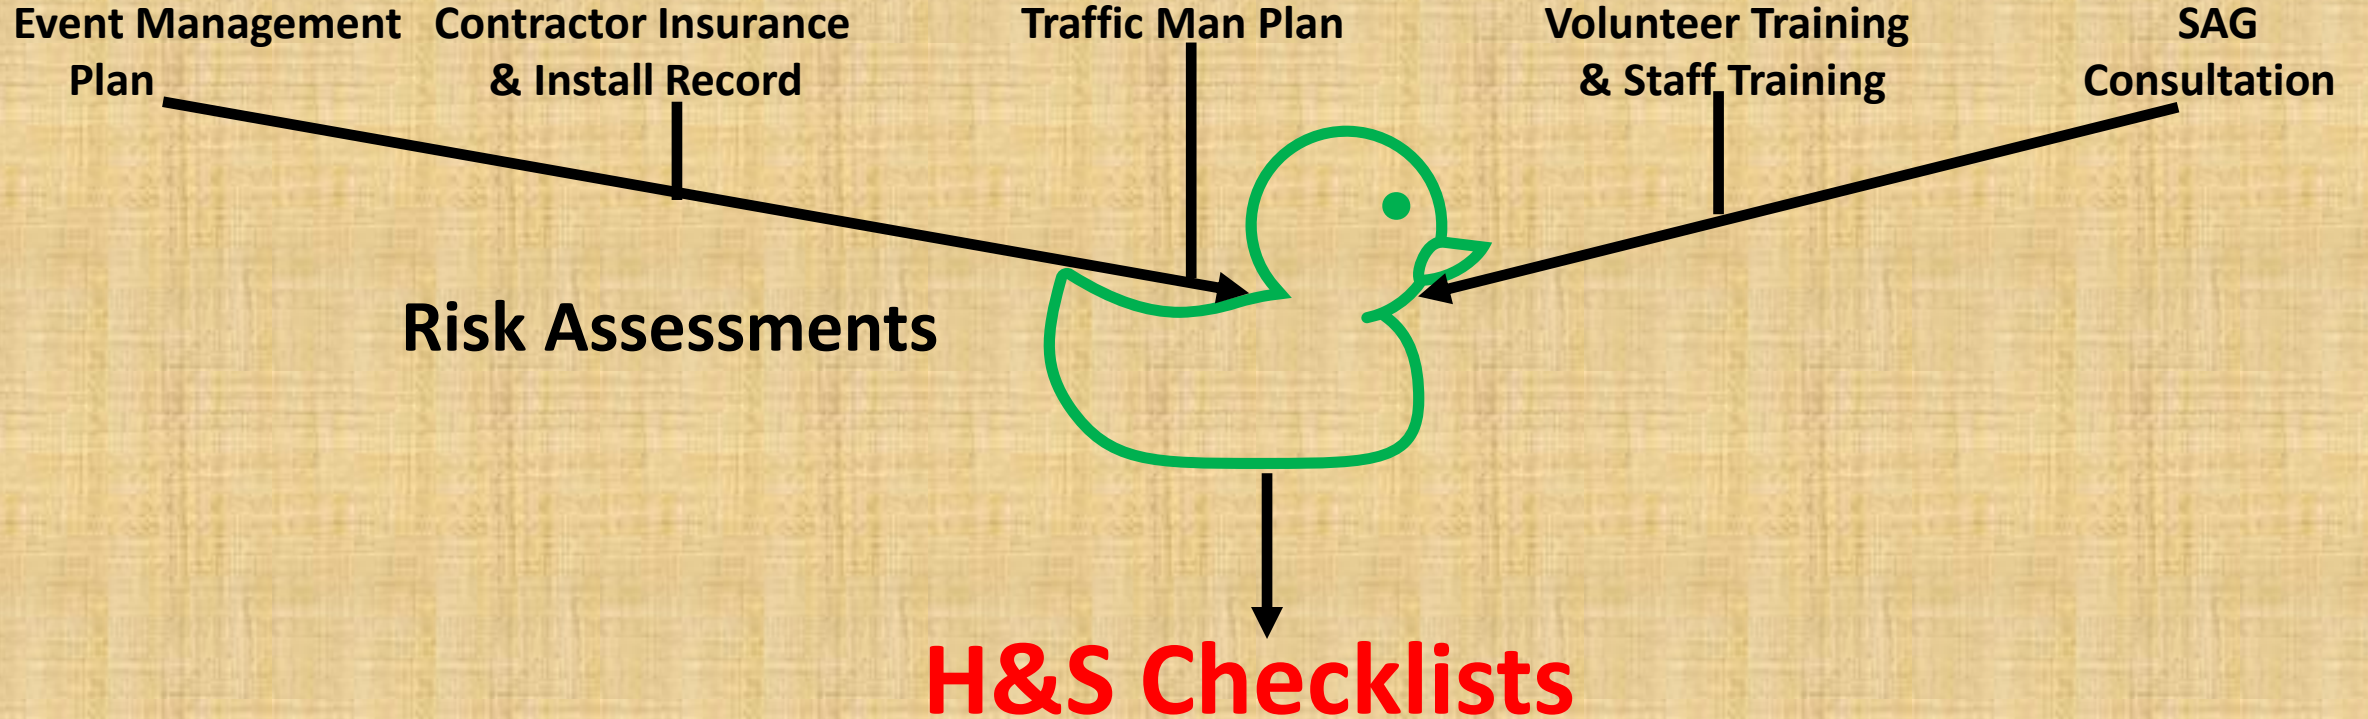 Event Management
Plan
Contractor Insurance
& Install Record
Traffic Man Plan
Volunteer Training
& Staff Training
SAG
Consultation
Risk Assessments
H&S Checklists